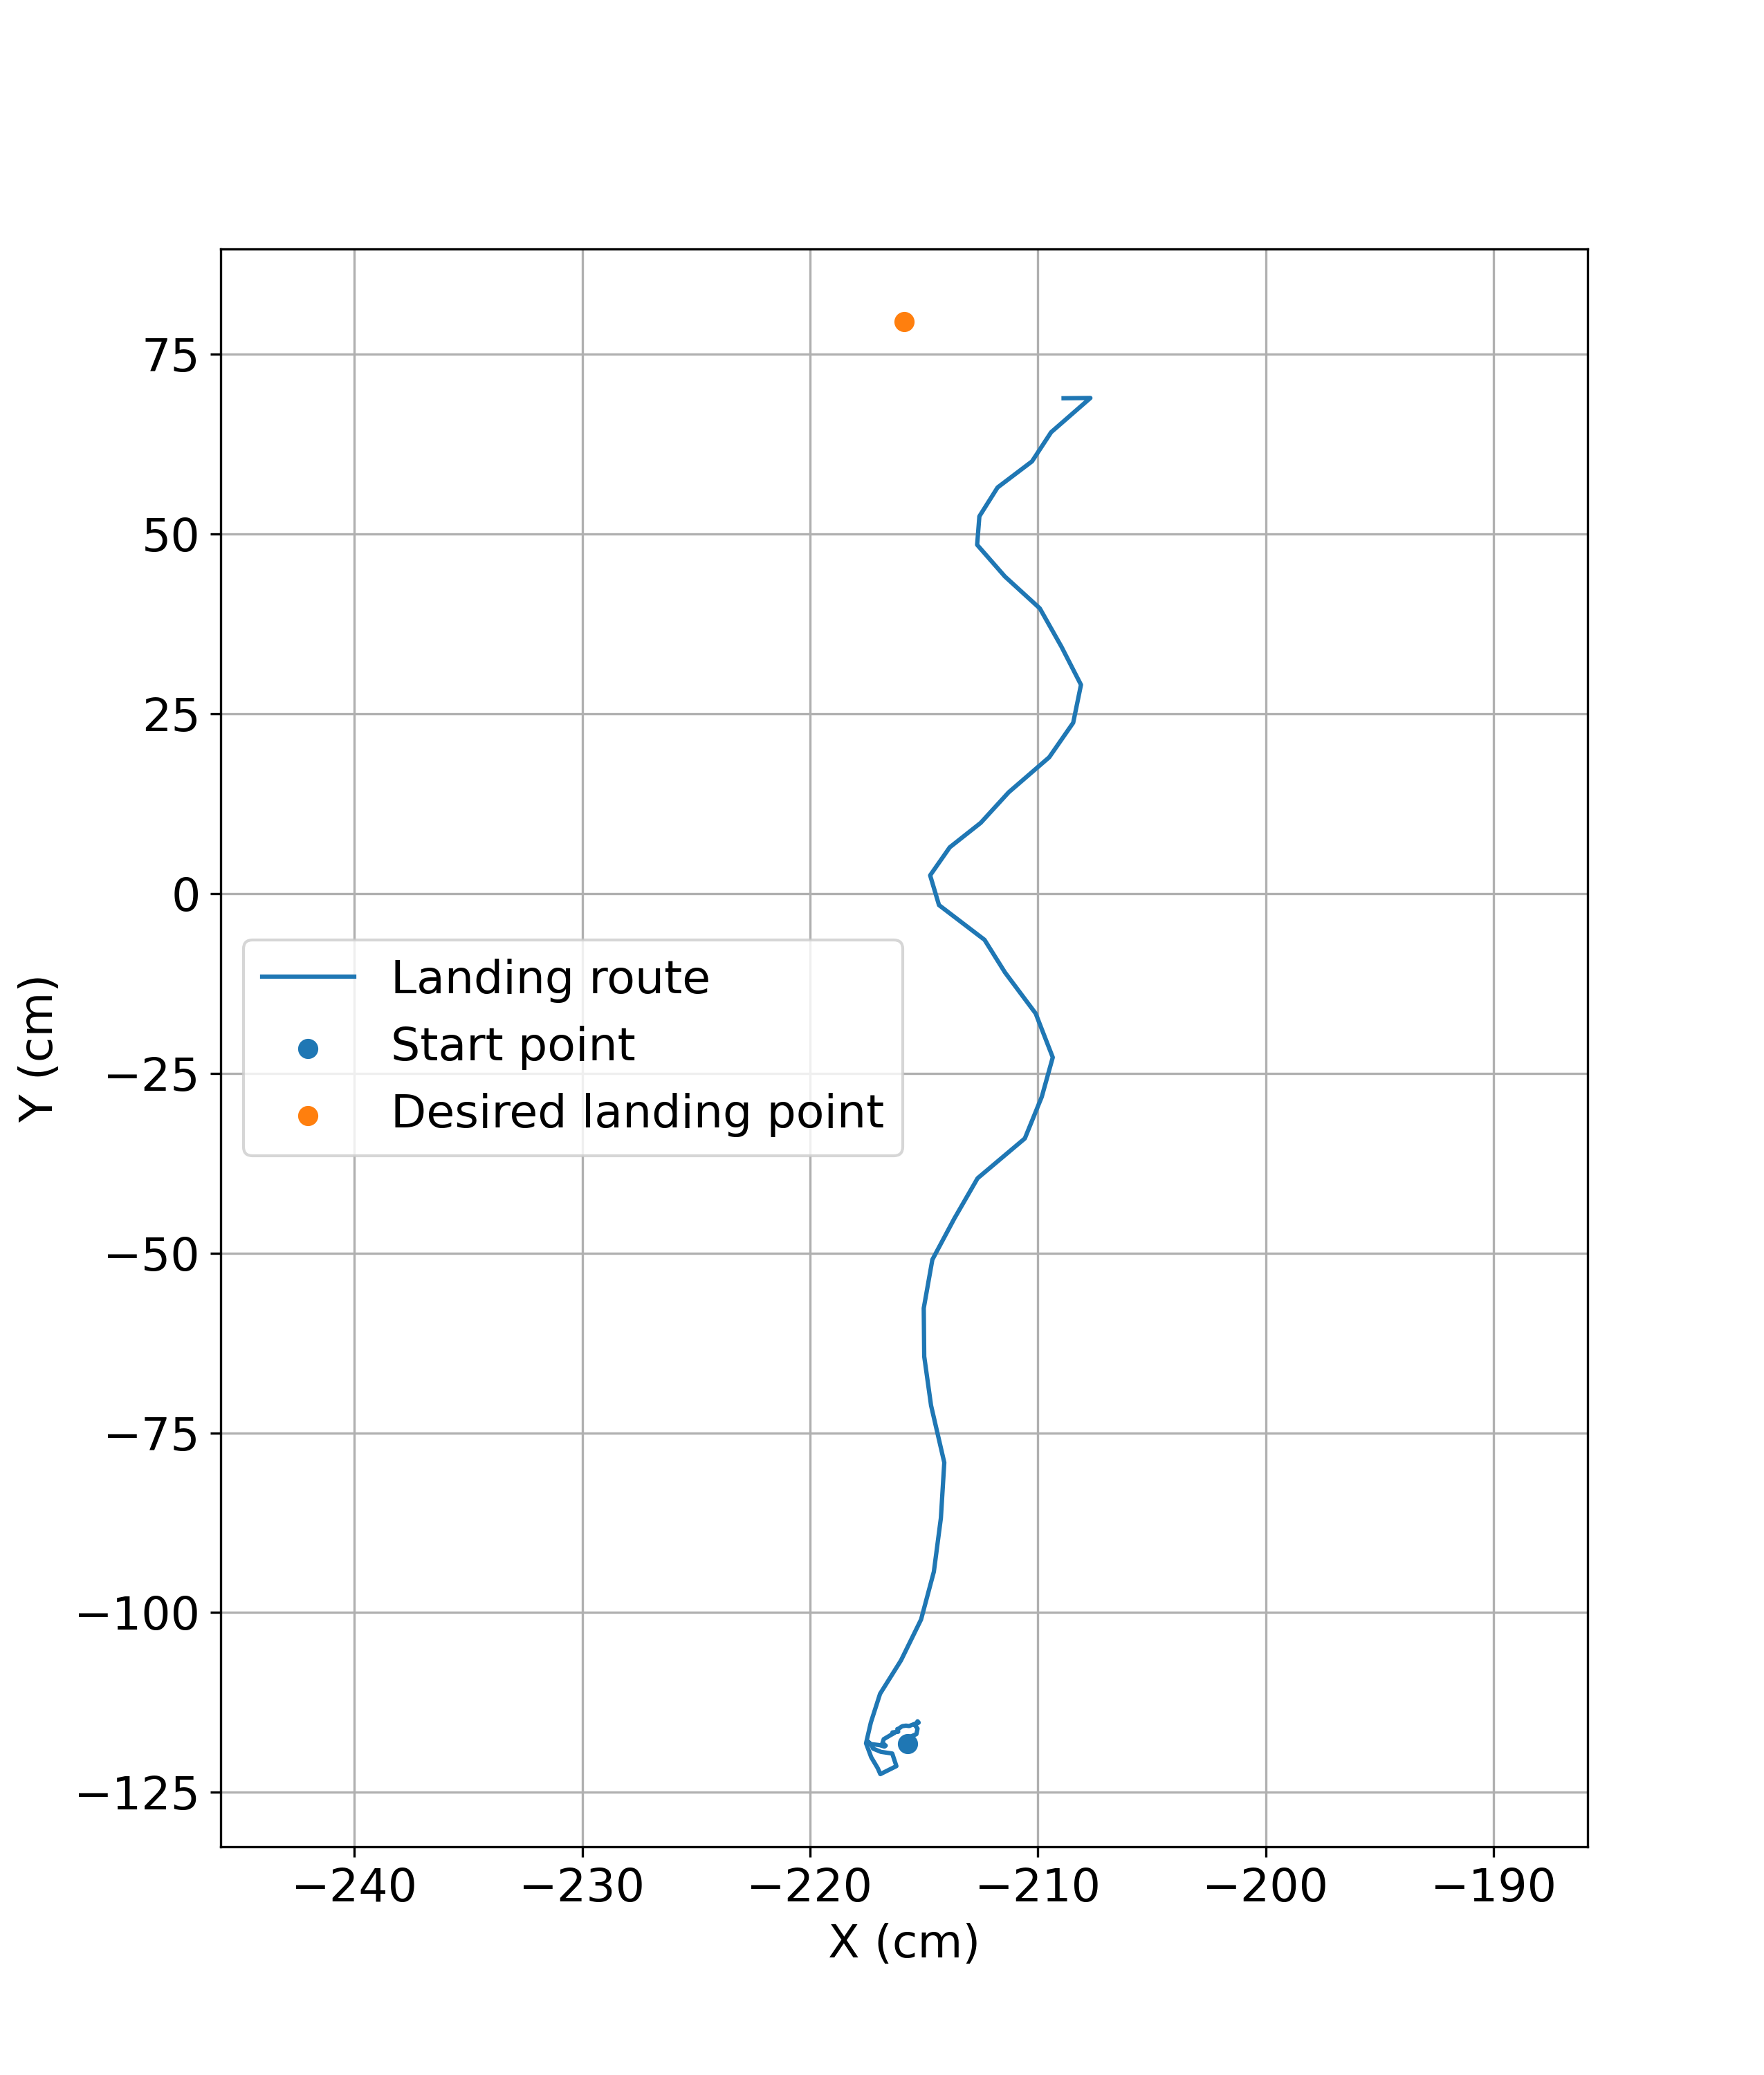 75
50
25
0
−25
−50
−75
−100
−125
Y (cm)
Landing route
Start point
Desired landing point
−240 −230 −220 −210 −200 −190
X (cm)